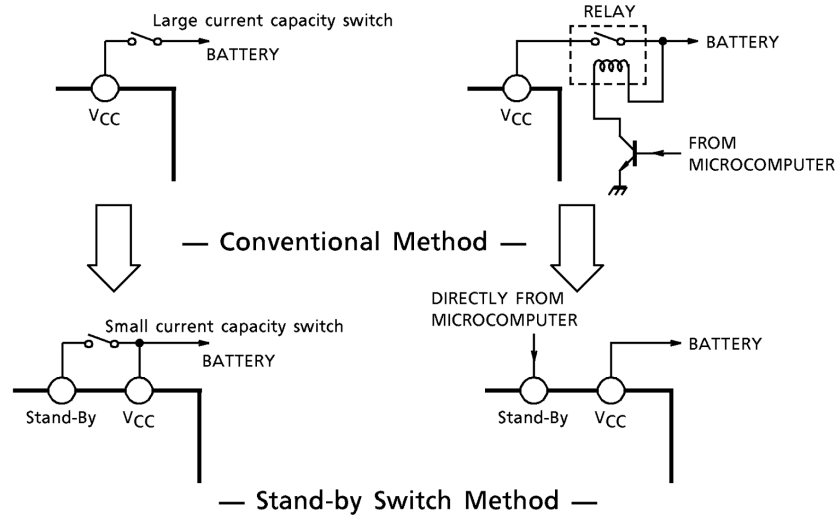 Large current capacity switch
BATTERY
VCC
RELAY
BATTERY
VCC
FROM
MICROCOMPUTER
— Conventional Method —
Small current capacity switch
BATTERY
Stand-By
VCC
DIRECTLY FROM
MICROCOMPUTER
BATTERY
Stand-By
VCC
— Stand-by Switch Method —